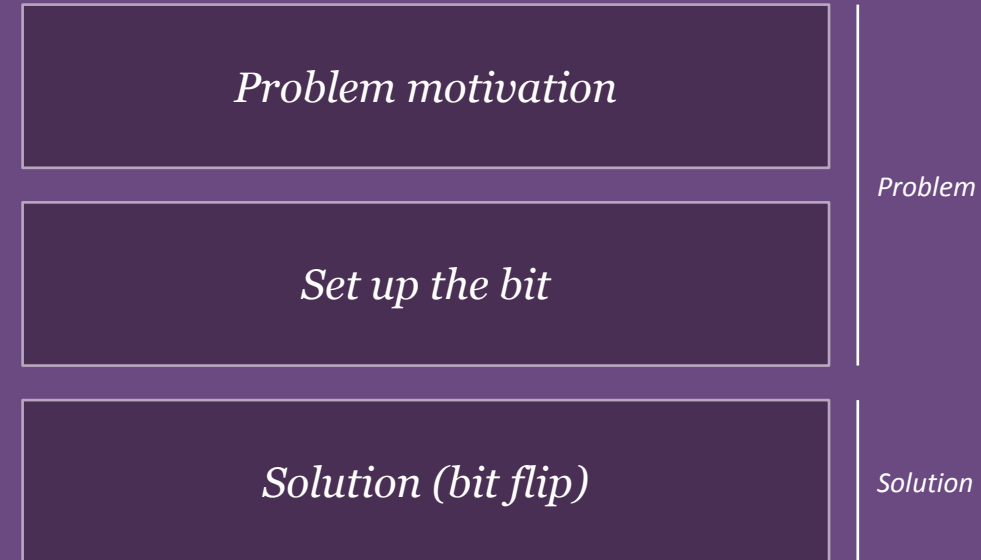 Problem motivation
Problem
Set up the bit
Solution (bit flip)
Solution